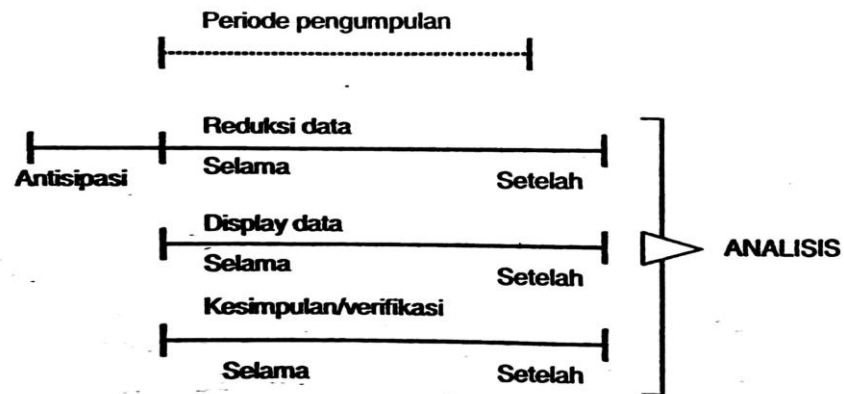 Periode pengumpulan
Reduksi data
Antisipasi
Selama
Setelah
Display data
Selama
Setelah
ANALISIS
Kesimpulan/verifikasi
Selama
Setelah